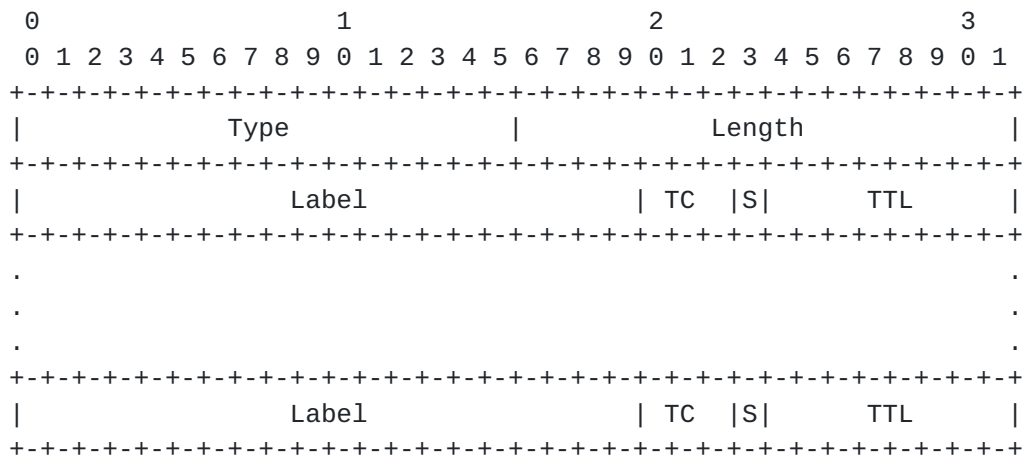 0                   1                   2                   3
 0 1 2 3 4 5 6 7 8 9 0 1 2 3 4 5 6 7 8 9 0 1 2 3 4 5 6 7 8 9 0 1
+-+-+-+-+-+-+-+-+-+-+-+-+-+-+-+-+-+-+-+-+-+-+-+-+-+-+-+-+-+-+-+-+
|             Type              |            Length             |
+-+-+-+-+-+-+-+-+-+-+-+-+-+-+-+-+-+-+-+-+-+-+-+-+-+-+-+-+-+-+-+-+
|                 Label                 | TC  |S|      TTL      |
+-+-+-+-+-+-+-+-+-+-+-+-+-+-+-+-+-+-+-+-+-+-+-+-+-+-+-+-+-+-+-+-+
.                                                               .
.                                                               .
.                                                               .
+-+-+-+-+-+-+-+-+-+-+-+-+-+-+-+-+-+-+-+-+-+-+-+-+-+-+-+-+-+-+-+-+
|                 Label                 | TC  |S|      TTL      |
+-+-+-+-+-+-+-+-+-+-+-+-+-+-+-+-+-+-+-+-+-+-+-+-+-+-+-+-+-+-+-+-+